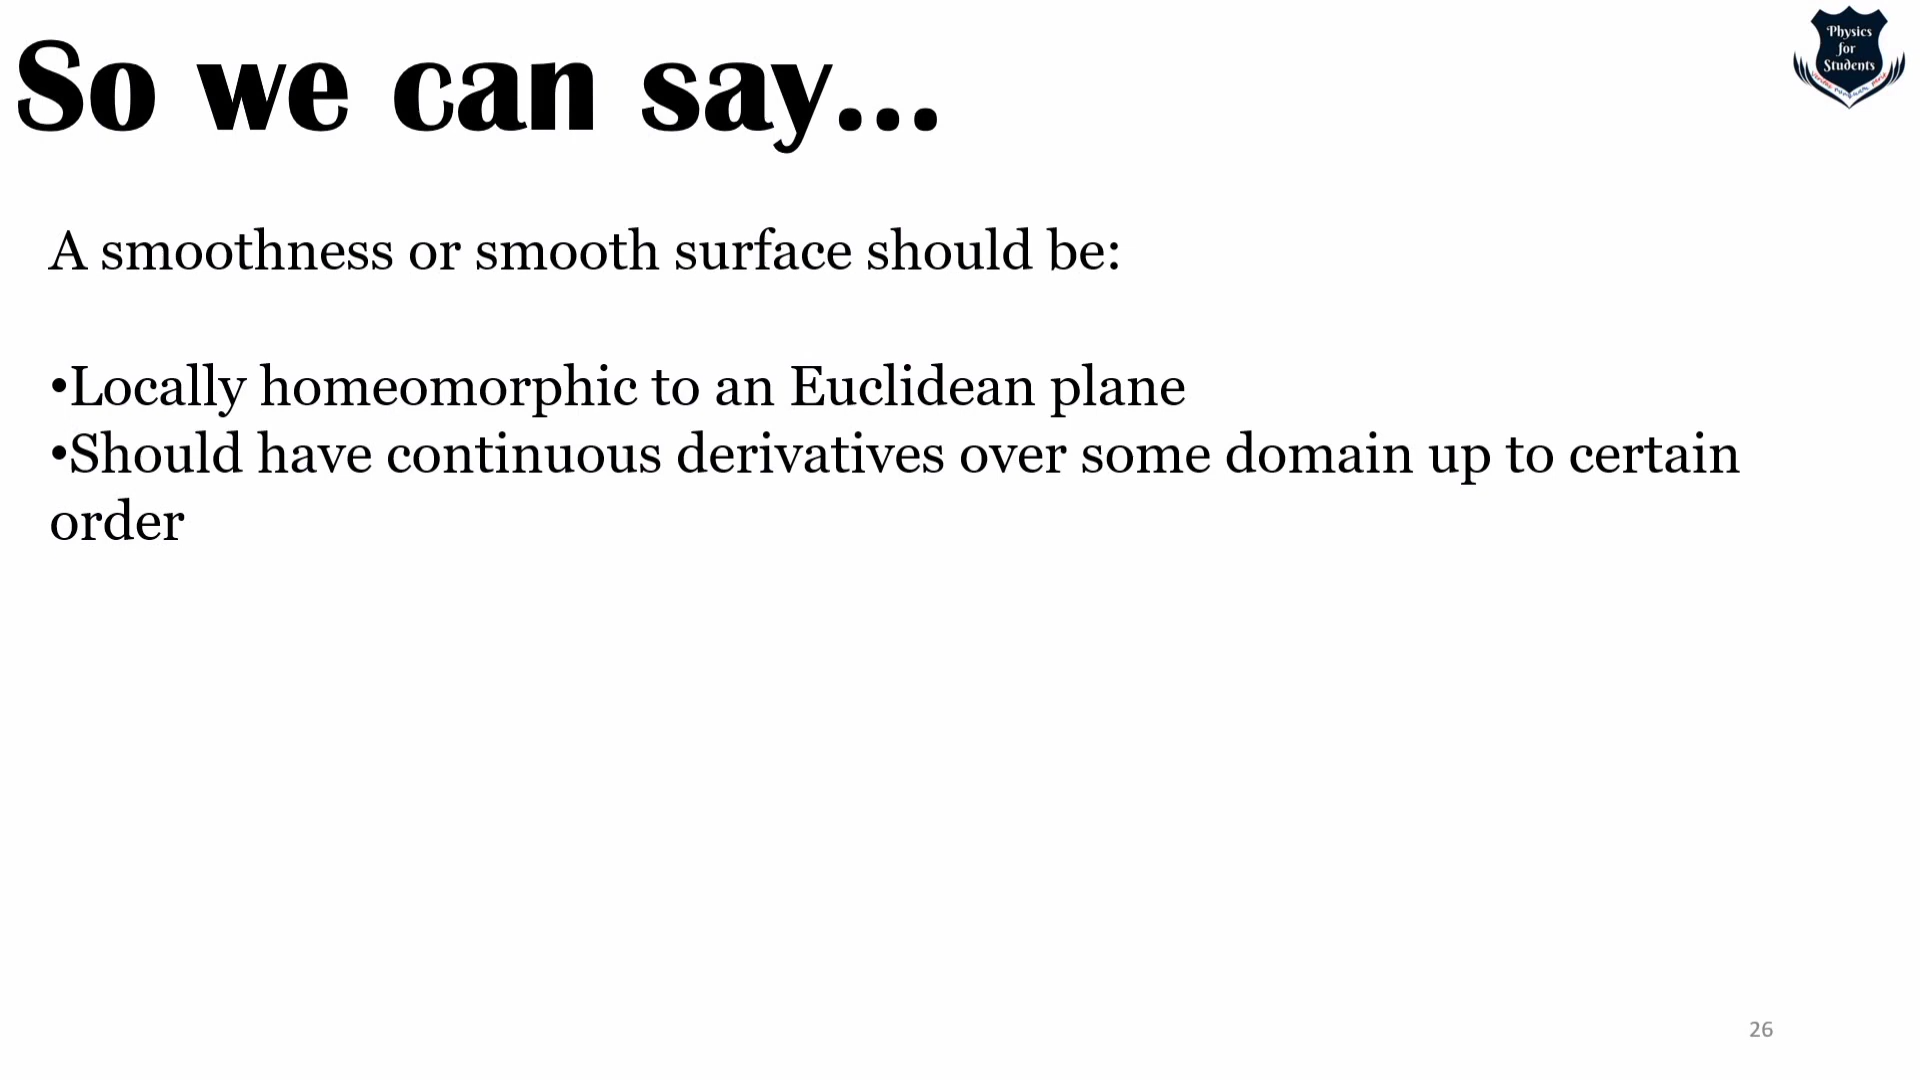 So we can say...
Physics
for
Students
A smoothness or smooth surface should be:
•Locally homeomorphic to an Euclidean plane
•Should have continuous derivatives over some domain up to certain
order
26